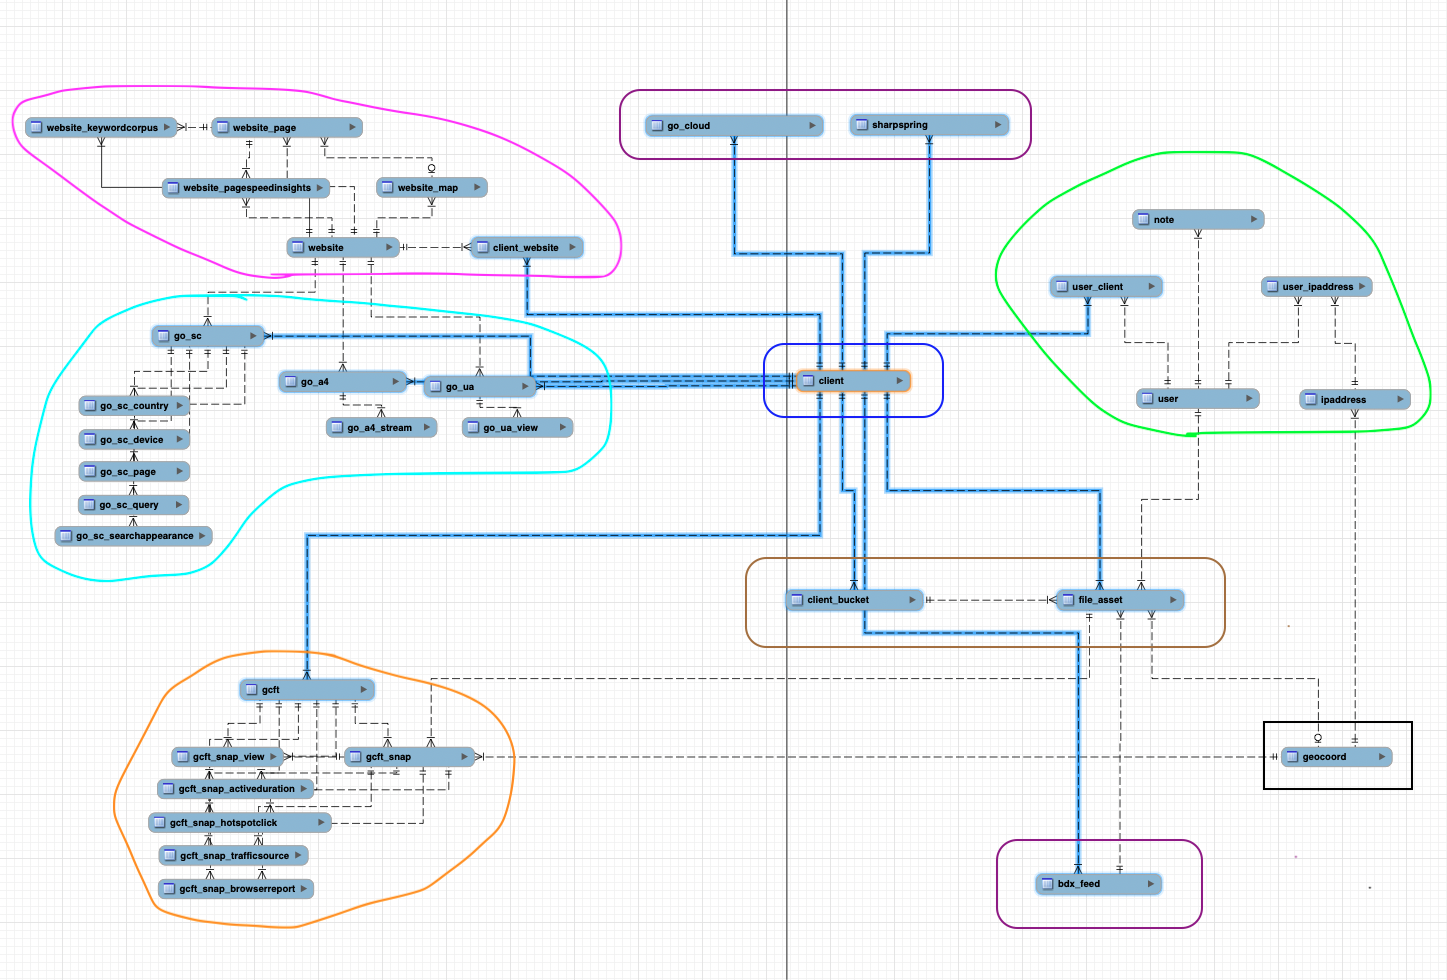 website_keywordcorpus
website_page
go_cloud
sharpspring
website_pagespeedinsights
website_map
note
website
client_website
user_client
user_ipaddress
go_sc
go_a4
go_ua
client
go_sc_country
go_a4_stream
go_ua_view
user
ipaddress
go_sc_device
go_sc_page
go_sc_query
go_sc_searchappearance
client_bucket
file_asset
gcft
gcft_snap_view
gcft_snap
geocoord
gcft_snap_activeduration
gcft_snap_hotspotclick
gcft_snap_trafficsource
gcft_snap_browserreport
bdx_feed